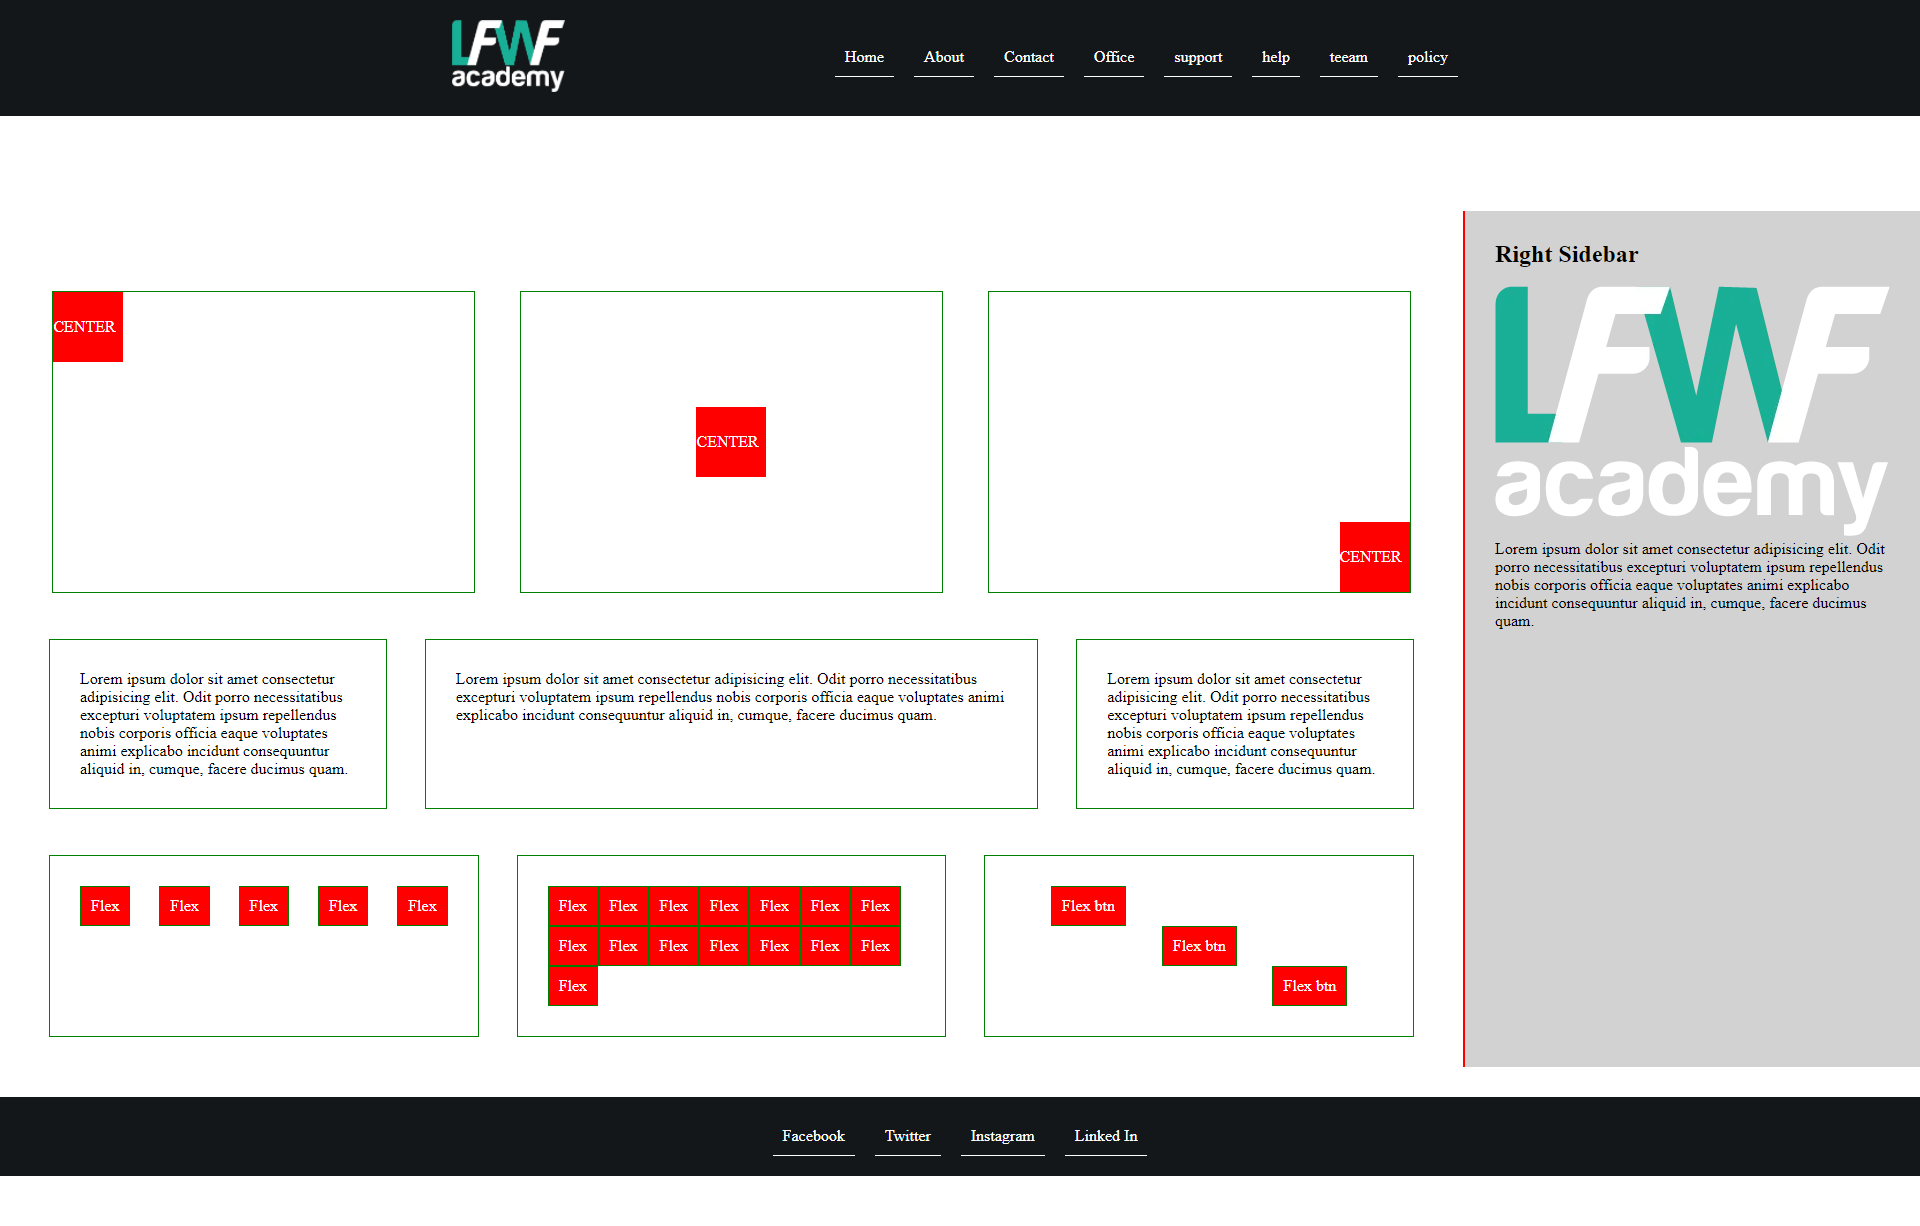 LFWF
academy
Home About Contact Office support help teeam policy
CENTER
CENTER
CENTER
Lorem ipsum dolor sit amet consectetur
adipisicing elit. Odit porro necessitatibus
excepturi voluptatem ipsum repellendus
nobis corporis officia eaque voluptates
animi explicabo incidunt consequuntur
aliquid in, cumque, facere ducimus quam.
Lorem ipsum dolor sit amet consectetur adipisicing elit. Odit porro necessitatibus
excepturi voluptatem ipsum repellendus nobis corporis officia eaque voluptates animi
explicabo incidunt consequuntur aliquid in, cumque, facere ducimus quam.
Lorem ipsum dolor sit amet consectetur
adipisicing elit. Odit porro necessitatibus
excepturi voluptatem ipsum repellendus
nobis corporis officia eaque voluptates
animi explicabo incidunt consequuntur
aliquid in, cumque, facere ducimus quam.
Flex Flex Flex Flex Flex
Flex Flex Flex Flex Flex Flex Flex
Flex Flex Flex Flex Flex Flex Flex
Flex
Flex btn
Flex btn
Flex btn
Right Sidebar
LFWF
academy
Lorem ipsum dolor sit amet consectetur adipisicing elit. Odit
porro necessitatibus excepturi voluptatem ipsum repellendus
nobis corporis officia eaque voluptates animi explicabo
incidunt consequuntur aliquid in, cumque, facere ducimus
quam.
Facebook Twitter Instagram Linked In